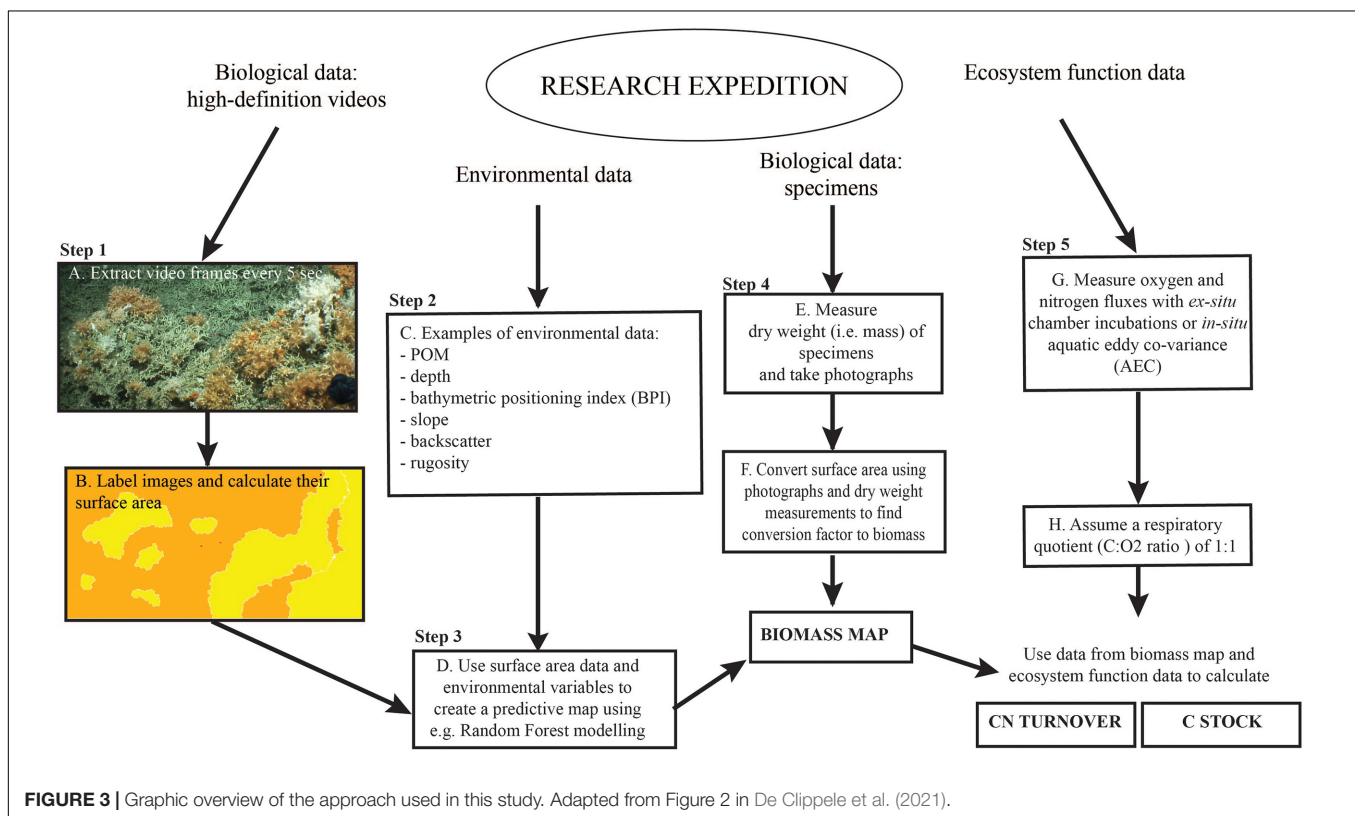 RESEARCH EXPEDITION
Biological data:
high-definition videos
Step 1
A. Extract video frames every 5 sec
B. Label images and calculate their
surface area
Environmental data
Step 2
C. Examples of environmental data:
- POM
- depth
- bathymetric positioning index (BPI)
- slope
- backscatter
- rugosity
Step 3
D. Use surface area data and
environmental variables to
create a predictive map using
e.g. Random Forest modelling
Biological data:
specimens
Step 4
E. Measure
dry weight (i.e. mass) of
specimens
and take photographs
F. Convert surface area using
photographs and dry weight
measurements to find
conversion factor to biomass
BIOMASS MAP
Ecosystem function data
Step 5
G. Measure oxygen and
nitrogen fluxes with ex-situ
chamber incubations or in-situ
aquatic eddy co-variance
(AEC)
H. Assume a respiratory
quotient (C:O2 ratio ) of 1:1
Use data from biomass map and
ecosystem function data to calculate
CN TURNOVER
C STOCK
FIGURE 3 | Graphic overview of the approach used in this study. Adapted from Figure 2 in De Clippele et al. (2021).